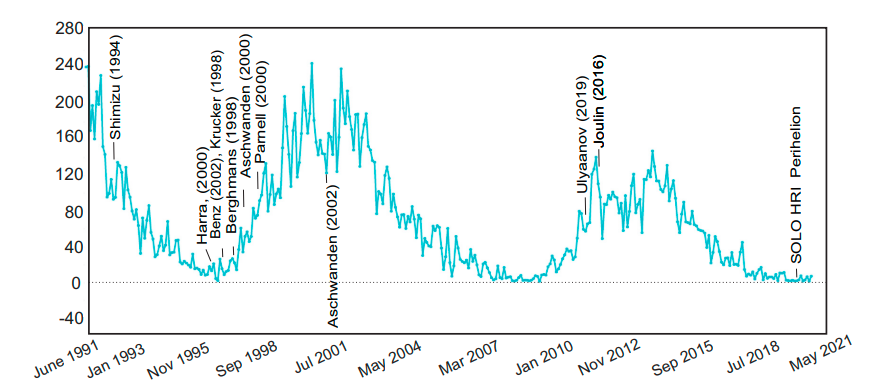 280
240
200
160
120
80
40
0
-40
Shimizu (1994)
Harra, (2000)
Benz (2002), Krucker (1998)
Berghmans (1998)
Aschwanden (2000)
Parnell (2000)
Aschwanden (2002)
Ulyaanov (2019)
Joulin (2016)
SOLO HRI Perihelion
June 1991
Jan 1993
Nov 1995
Sep 1998
Jul 2001
May 2004
Mar 2007
Jan 2010
Nov 2012
Sep 2015
Jul 2018
May 2021